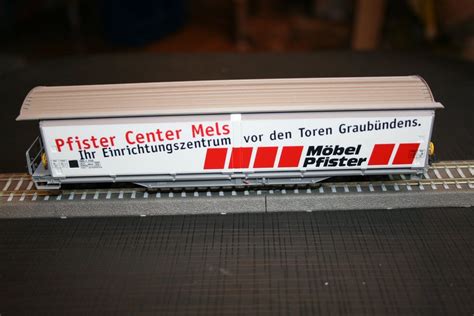 Pfister Center Mels
Ihr Einrichtungszentrum vor den Toren Graubündens.
Möbel
Pfister